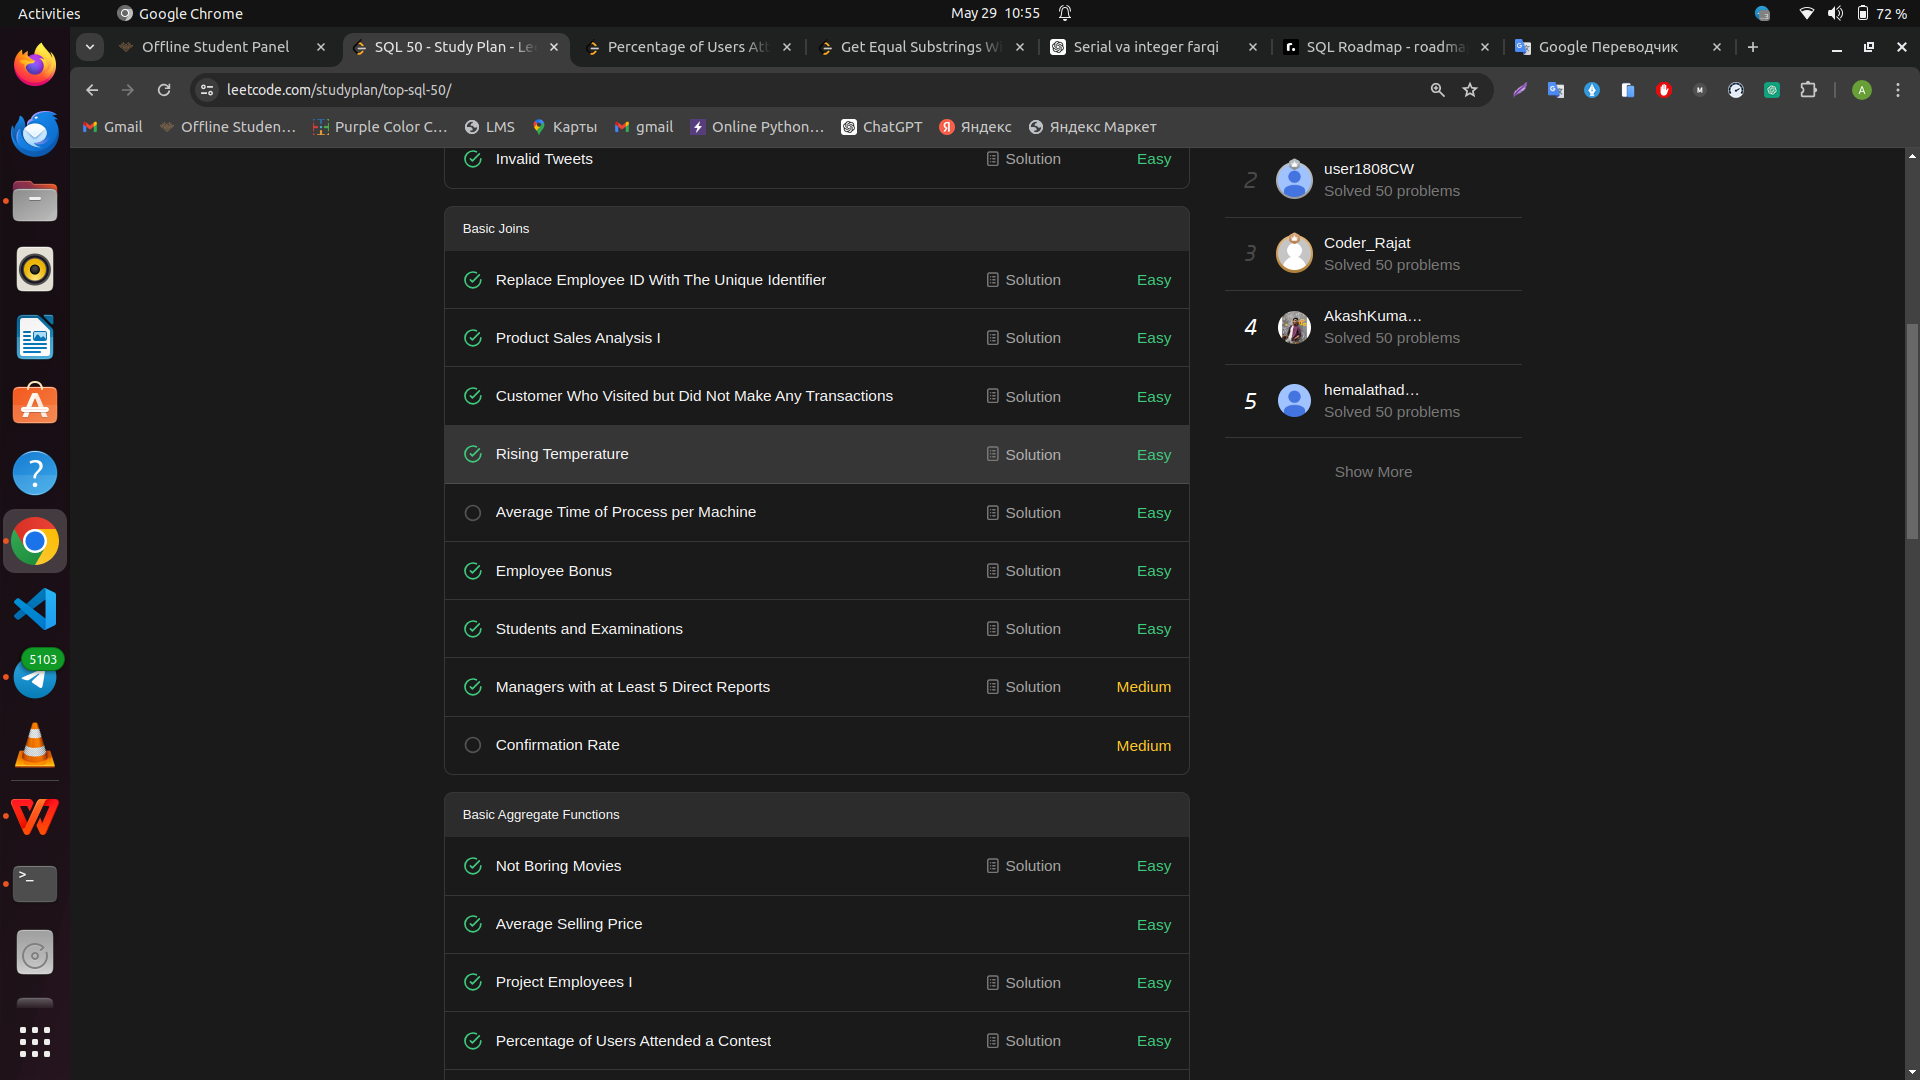 Activities
Google Chrome
May 29 10:55
72 %
Offline Student Panel
SQL 50 - Study Plan - Le
Percentage of Users Att
Get Equal Substrings Wi
Serial va integer farqi
SQL Roadmap - roadma
Google Переводчик
leetcode.com/studyplan/top-sql-50/
A
Gmail
Offline Studen...
Purple Color C...
LMS
Карты
gmail
Online Python...
ChatGPT
Яндекс
Яндекс Маркет
Invalid Tweets
Solution
Easy
Basic Joins
Replace Employee ID With The Unique Identifier
Solution
Easy
Product Sales Analysis I
Solution
Easy
Customer Who Visited but Did Not Make Any Transactions
Solution
Easy
Rising Temperature
Solution
Easy
Average Time of Process per Machine
Solution
Easy
Employee Bonus
Solution
Easy
Students and Examinations
Solution
Easy
Managers with at Least 5 Direct Reports
Solution
Medium
Confirmation Rate
Medium
Basic Aggregate Functions
Not Boring Movies
Solution
Easy
Average Selling Price
Easy
Project Employees I
Solution
Easy
Percentage of Users Attended a Contest
Solution
Easy
2
user1808CW
Solved 50 problems
3
Coder_Rajat
Solved 50 problems
4
AkashKuma...
Solved 50 problems
5
hemalathad...
Solved 50 problems
Show More
5103